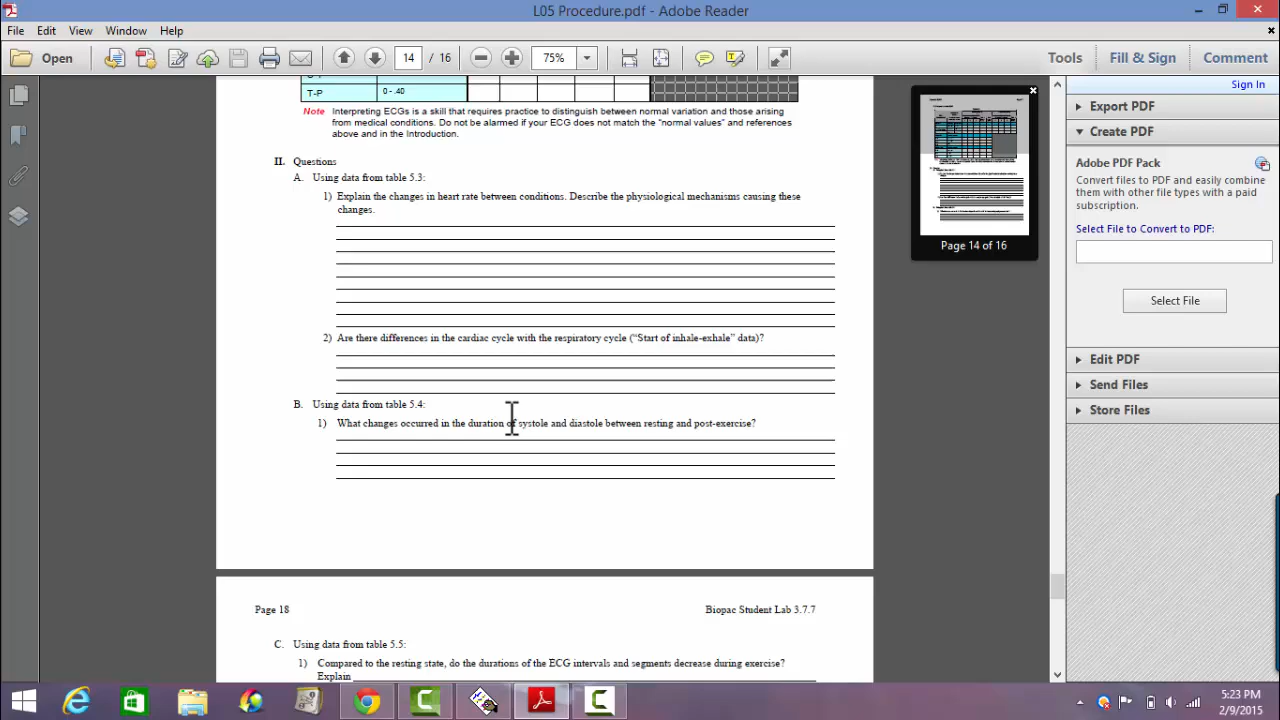 L05 Procedure.pdf - Adobe Reader
File Edit View Window Help
Open 14 / 16 75% Tools Fill & Sign Comment
Sign In
T-P 0 - .40
Note Interpreting ECGs is a skill that requires practice to distinguish between normal variation and those arising
from medical conditions. Do not be alarmed if your ECG does not match the "normal values" and references
above and in the Introduction.
II. Questions
A. Using data from table 5.3:
1) Explain the changes in heart rate between conditions. Describe the physiological mechanisms causing these
changes.
2) Are there differences in the cardiac cycle with the respiratory cycle ("Start of inhale-exhale" data)?
B. Using data from table 5.4:
1) What changes occurred in the duration of systole and diastole between resting and post-exercise?
Page 18 Biopac Student Lab 3.7.7
C. Using data from table 5.5:
1) Compared to the resting state, do the durations of the ECG intervals and segments decrease during exercise?
Explain
Page 14 of 16
Export PDF
Create PDF
Adobe PDF Pack
Convert files to PDF and easily combine
them with other file types with a paid
subscription.
Select File to Convert to PDF:
Select File
Edit PDF
Send Files
Store Files
5:23 PM
2/9/2015